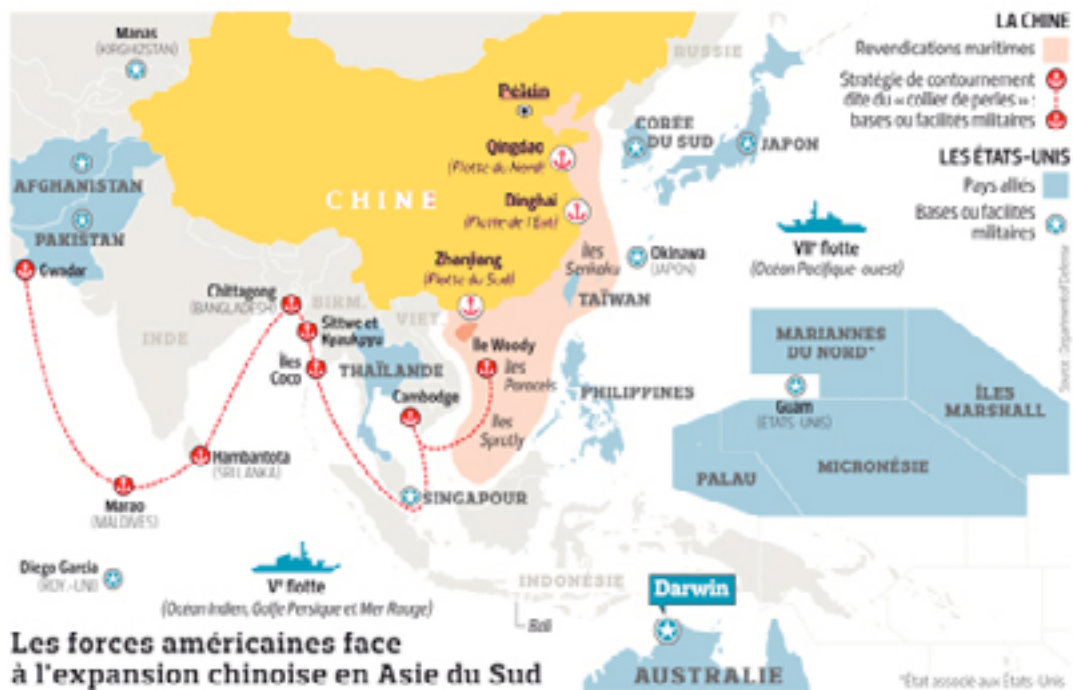 Manas
(KIRGHIZSTAN)
RUSSIE
LA CHINE
Revendications maritimes
Stratégie de contournement
dite du « collier de perles » :
bases ou facilités militaires
LES ÉTATS-UNIS
Pays alliés
Bases ou facilités
militaires
Source : Department of Defense
Pékin
CORÉE
DU SUD
JAPON
Qingdao
(Flotte du Nord)
AFGHANISTAN
CHINE
Dinghai
(Flotte de l'Est)
PAKISTAN
VIIe flotte
(Océan Pacifique ouest)
Okinawa
(JAPON)
Îles
Senkaku
Zhanjiang
(Flotte du Sud)
Gwadar
TAÏWAN
Chittagong
(BANGLADESH)
BIRM.
VIET.
Sittwe et
Kyaukpyu
INDE
MARIANNES
DU NORD*
Île Woody
Îles
Paracels
Îles
Coco
THAÏLANDE
Cambodge
PHILIPPINES
Guam
(ÉTATS-UNIS)
ÎLES
MARSHALL
Îles
Spratly
Hambantota
(SRI LANKA)
MICRONÉSIE
PALAU
SINGAPOUR
Marao
(MALDIVES)
Diego Garcia
(ROY.-UNI)
Ve flotte
(Océan Indien, Golfe Persique et Mer Rouge)
INDONÉSIE
Darwin
Bali
Les forces américaines face
à l'expansion chinoise en Asie du Sud
AUSTRALIE
*État associé aux États-Unis